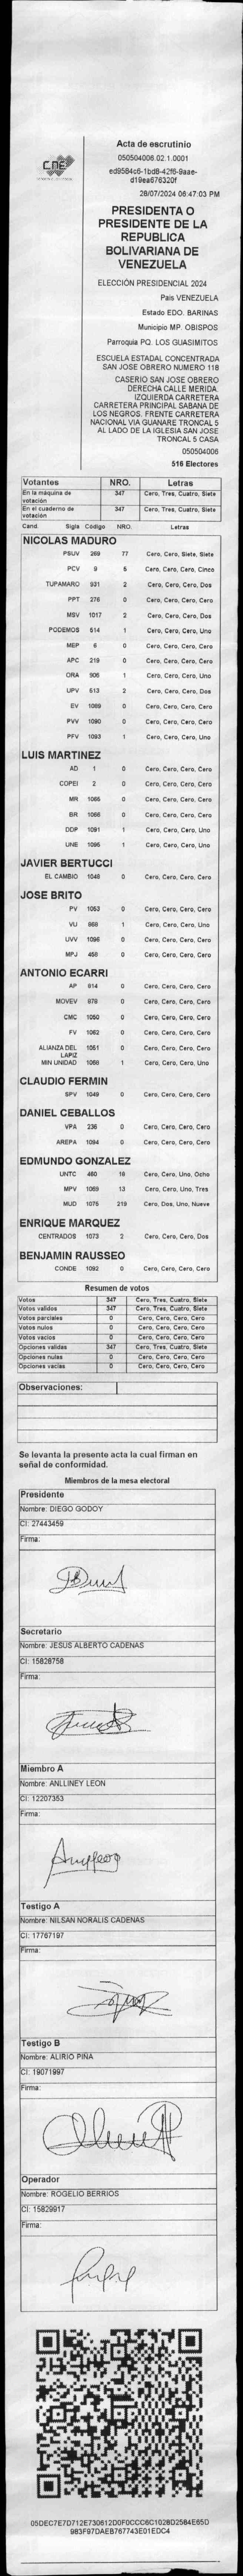 CNE
Acta de escrutinio
050504006.02.1.0001
ed9584c6-1bd8-42f6-9aae-
d19ea676320f
28/07/2024 06:47:03 PM
PRESIDENTA O
PRESIDENTE DE LA
REPUBLICA
BOLIVARIANA DE
VENEZUELA
ELECCIÓN PRESIDENCIAL 2024
Pais VENEZUELA
Estado EDO. BARINAS
Municipio MP. OBISPOS
Parroquia PQ. LOS GUASIMITOS
ESCUELA ESTADAL CONCENTRADA
SAN JOSE OBRERO NUMERO 118
CASERIO SAN JOSE OBRERO
DERECHA CALLE MERIDA.
IZQUIERDA CARRETERA
CARRETERA PRINCIPAL SABANA DE
LOS NEGROS. FRENTE CARRETERA
NACIONAL VIA GUANARE TRONCAL 5
AL LADO DE LA IGLESIA SAN JOSE
TRONCAL 5 CASA
050504006
516 Electores
Votantes NRO. Letras
En la máquina de votación 347 Cero, Tres, Cuatro, Siete
En el cuaderno de votación 347 Cero, Tres, Cuatro, Siete
Cand. Sigla Código NRO. Letras
NICOLAS MADURO
PSUV 269 77 Cero, Cero, Siete, Siete
PCV 9 5 Cero, Cero, Cero, Cinco
TUPAMARO 931 2 Cero, Cero, Cero, Dos
PPT 276 0 Cero, Cero, Cero, Cero
MSV 1017 2 Cero, Cero, Cero, Dos
PODEMOS 514 1 Cero, Cero, Cero, Uno
MEP 6 0 Cero, Cero, Cero, Cero
APC 219 0 Cero, Cero, Cero, Cero
ORA 906 1 Cero, Cero, Cero, Uno
UPV 513 2 Cero, Cero, Cero, Dos
EV 1089 0 Cero, Cero, Cero, Cero
PVV 1090 0 Cero, Cero, Cero, Cero
PFV 1093 1 Cero, Cero, Cero, Uno
LUIS MARTINEZ
AD 1 0 Cero, Cero, Cero, Cero
COPEI 2 0 Cero, Cero, Cero, Cero
MR 1065 0 Cero, Cero, Cero, Cero
BR 1066 0 Cero, Cero, Cero, Cero
DDP 1091 1 Cero, Cero, Cero, Uno
UNE 1095 1 Cero, Cero, Cero, Uno
JAVIER BERTUCCI
EL CAMBIO 1048 0 Cero, Cero, Cero, Cero
JOSE BRITO
PV 1053 0 Cero, Cero, Cero, Cero
VU 868 1 Cero, Cero, Cero, Uno
UVV 1096 0 Cero, Cero, Cero, Cero
MPJ 458 0 Cero, Cero, Cero, Cero
ANTONIO ECARRI
AP 814 0 Cero, Cero, Cero, Cero
MOVEV 979 0 Cero, Cero, Cero, Cero
CMC 1050 0 Cero, Cero, Cero, Cero
FV 1062 0 Cero, Cero, Cero, Cero
ALIANZA DEL LAPIZ 1051 0 Cero, Cero, Cero, Cero
MIN UNIDAD 1056 1 Cero, Cero, Cero, Uno
CLAUDIO FERMIN
SPV 1049 0 Cero, Cero, Cero, Cero
DANIEL CEBALLOS
VPA 236 0 Cero, Cero, Cero, Cero
AREPA 1094 0 Cero, Cero, Cero, Cero
EDMUNDO GONZALEZ
UNTC 480 18 Cero, Cero, Uno, Ocho
MPV 1069 13 Cero, Cero, Uno, Tres
MUD 1075 219 Cero, Dos, Uno, Nueve
ENRIQUE MARQUEZ
CENTRADOS 1073 2 Cero, Cero, Cero, Dos
BENJAMIN RAUSSEO
CONDE 1092 0 Cero, Cero, Cero, Cero
Resumen de votos
Votos 347 Cero, Tres, Cuatro, Siete
Votos validos 347 Cero, Tres, Cuatro, Siete
Votos parciales 0 Cero, Cero, Cero, Cero
Votos nulos 0 Cero, Cero, Cero, Cero
Votos vacios 0 Cero, Cero, Cero, Cero
Opciones validas 347 Cero, Tres, Cuatro, Siete
Opciones nulas 0 Cero, Cero, Cero, Cero
Opciones vacias 0 Cero, Cero, Cero, Cero
Observaciones:
Se levanta la presente acta la cual firman en
señal de conformidad.
Miembros de la mesa electoral
Presidente
Nombre: DIEGO GODOY
CI: 27443459
Firma:
Secretario
Nombre: JESUS ALBERTO CADENAS
CI: 15828758
Firma:
Miembro A
Nombre: ANLLINEY LEON
CI: 12207353
Firma:
Testigo A
Nombre: NILSAN NORALIS CADENAS
CI: 17767197
Firma:
Testigo B
Nombre: ALIRIO PIÑA
CI: 19071997
Firma:
Operador
Nombre: ROGELIO BERRIOS
CI: 15829917
Firma:
05DEC7E7D712E730612D0F0CCC6C1028D2584E65D
983F97DAEB767743E01EDC4